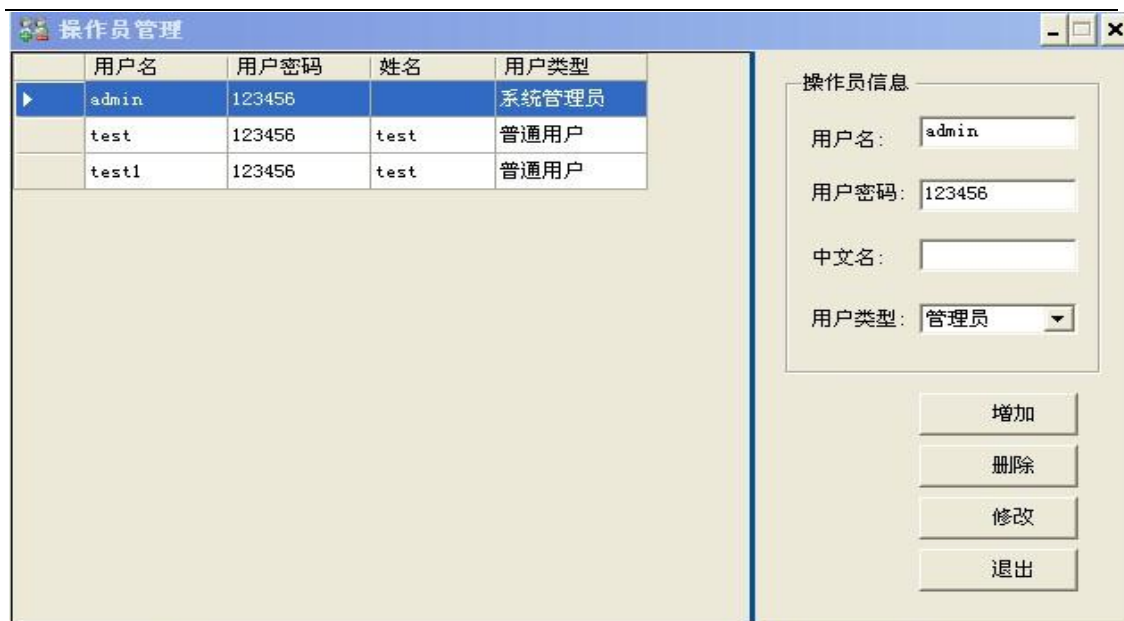 操作员管理
用户名 用户密码 姓名 用户类型
admin 123456 系统管理员
test 123456 test 普通用户
test1 123456 test 普通用户
操作员信息
用户名: admin
用户密码: 123456
中文名:
用户类型: 管理员
增加
删除
修改
退出